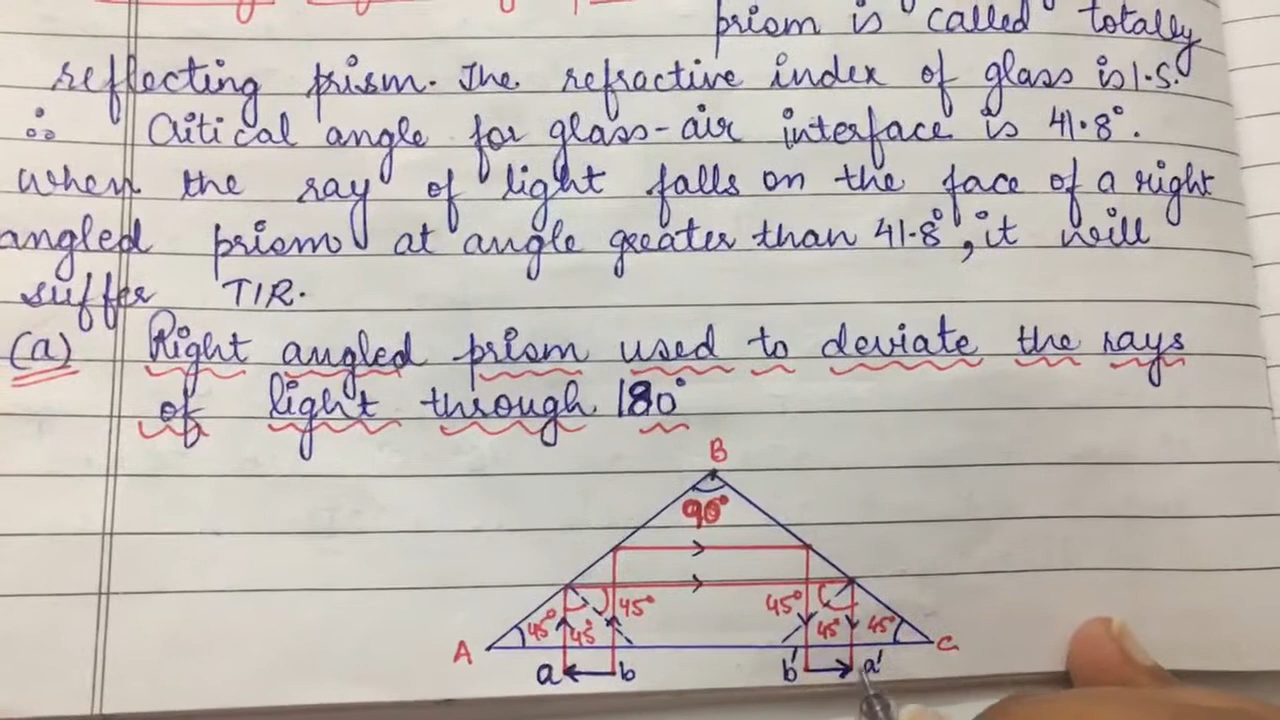 prism is called totally
reflecting prism. The refractive index of glass is 1.5.
∴ Critical angle for glass-air interface is 41.8°.
when the ray of light falls on the face of a right
angled prism at angle greater than 41.8°, it will
suffer TIR.
(a) Right angled prism used to deviate the rays
of light through 180°
B
90°
45° 45° 45° 45° 45° 45°
A C
a b b' a'